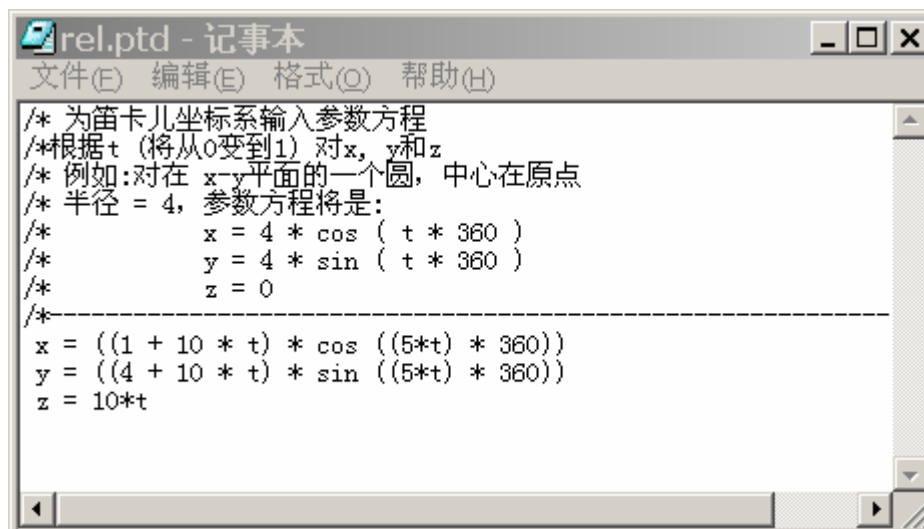 rel.ptd - 记事本
文件(F) 编辑(E) 格式(O) 帮助(H)
/* 为笛卡儿坐标系输入参数方程
/*根据t (将从0变到1) 对x, y和z
/* 例如:对在 x-y平面的一个圆, 中心在原点
/* 半径 = 4, 参数方程将是:
/* x = 4 * cos ( t * 360 )
/* y = 4 * sin ( t * 360 )
/* z = 0
/*-------------------------------------------------------------------
x = ((1 + 10 * t) * cos ((5*t) * 360))
y = ((4 + 10 * t) * sin ((5*t) * 360))
z = 10*t